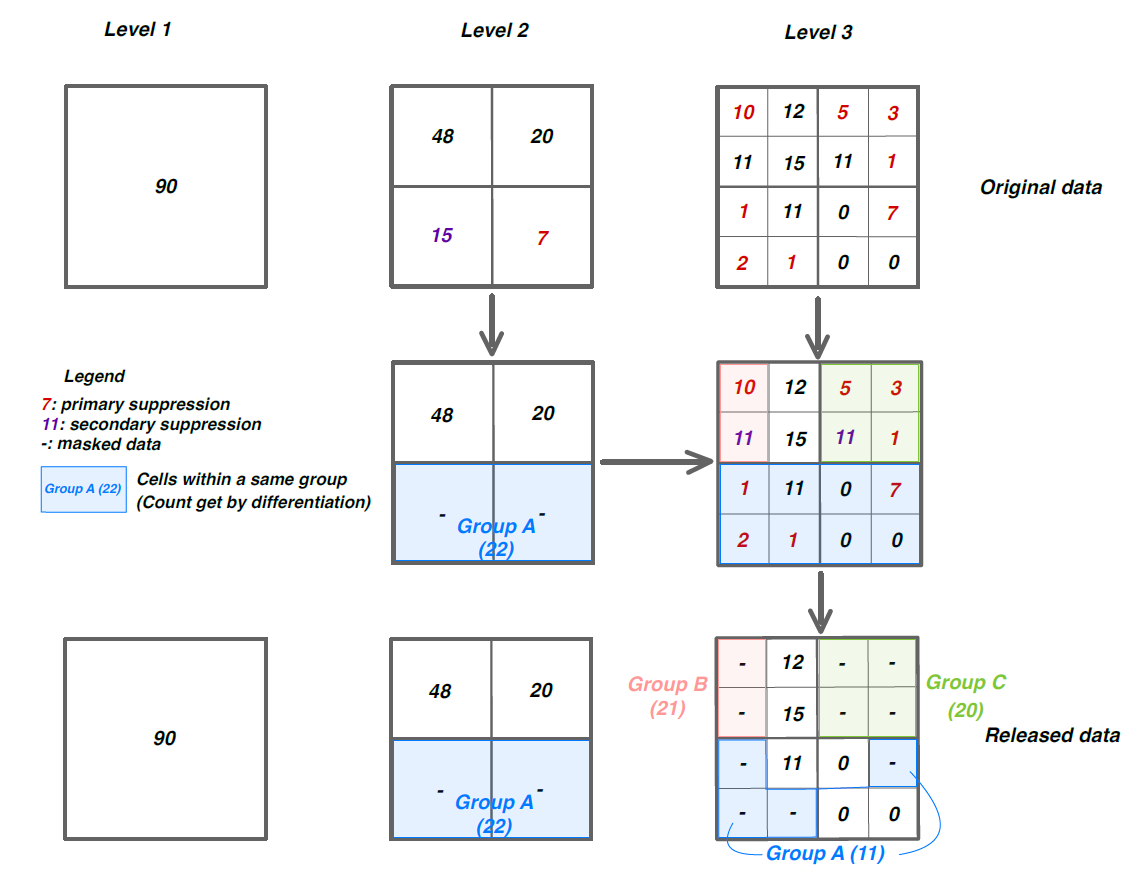 Level 1
Level 2
Level 3
90
48 20
15 7
10 12 5 3
11 15 11 1
1 11 0 7
2 1 0 0
Original data
Legend
7: primary suppression
11: secondary suppression
-: masked data
Group A (22)
Cells within a same group
(Count get by differentiation)
48 20
- -
Group A
(22)
10 12 5 3
11 15 11 1
1 11 0 7
2 1 0 0
90
48 20
- -
Group A
(22)
Group B
(21)
- 12 - -
- 15 - -
- 11 0 -
- - 0 0
Group C
(20)
Released data
Group A (11)